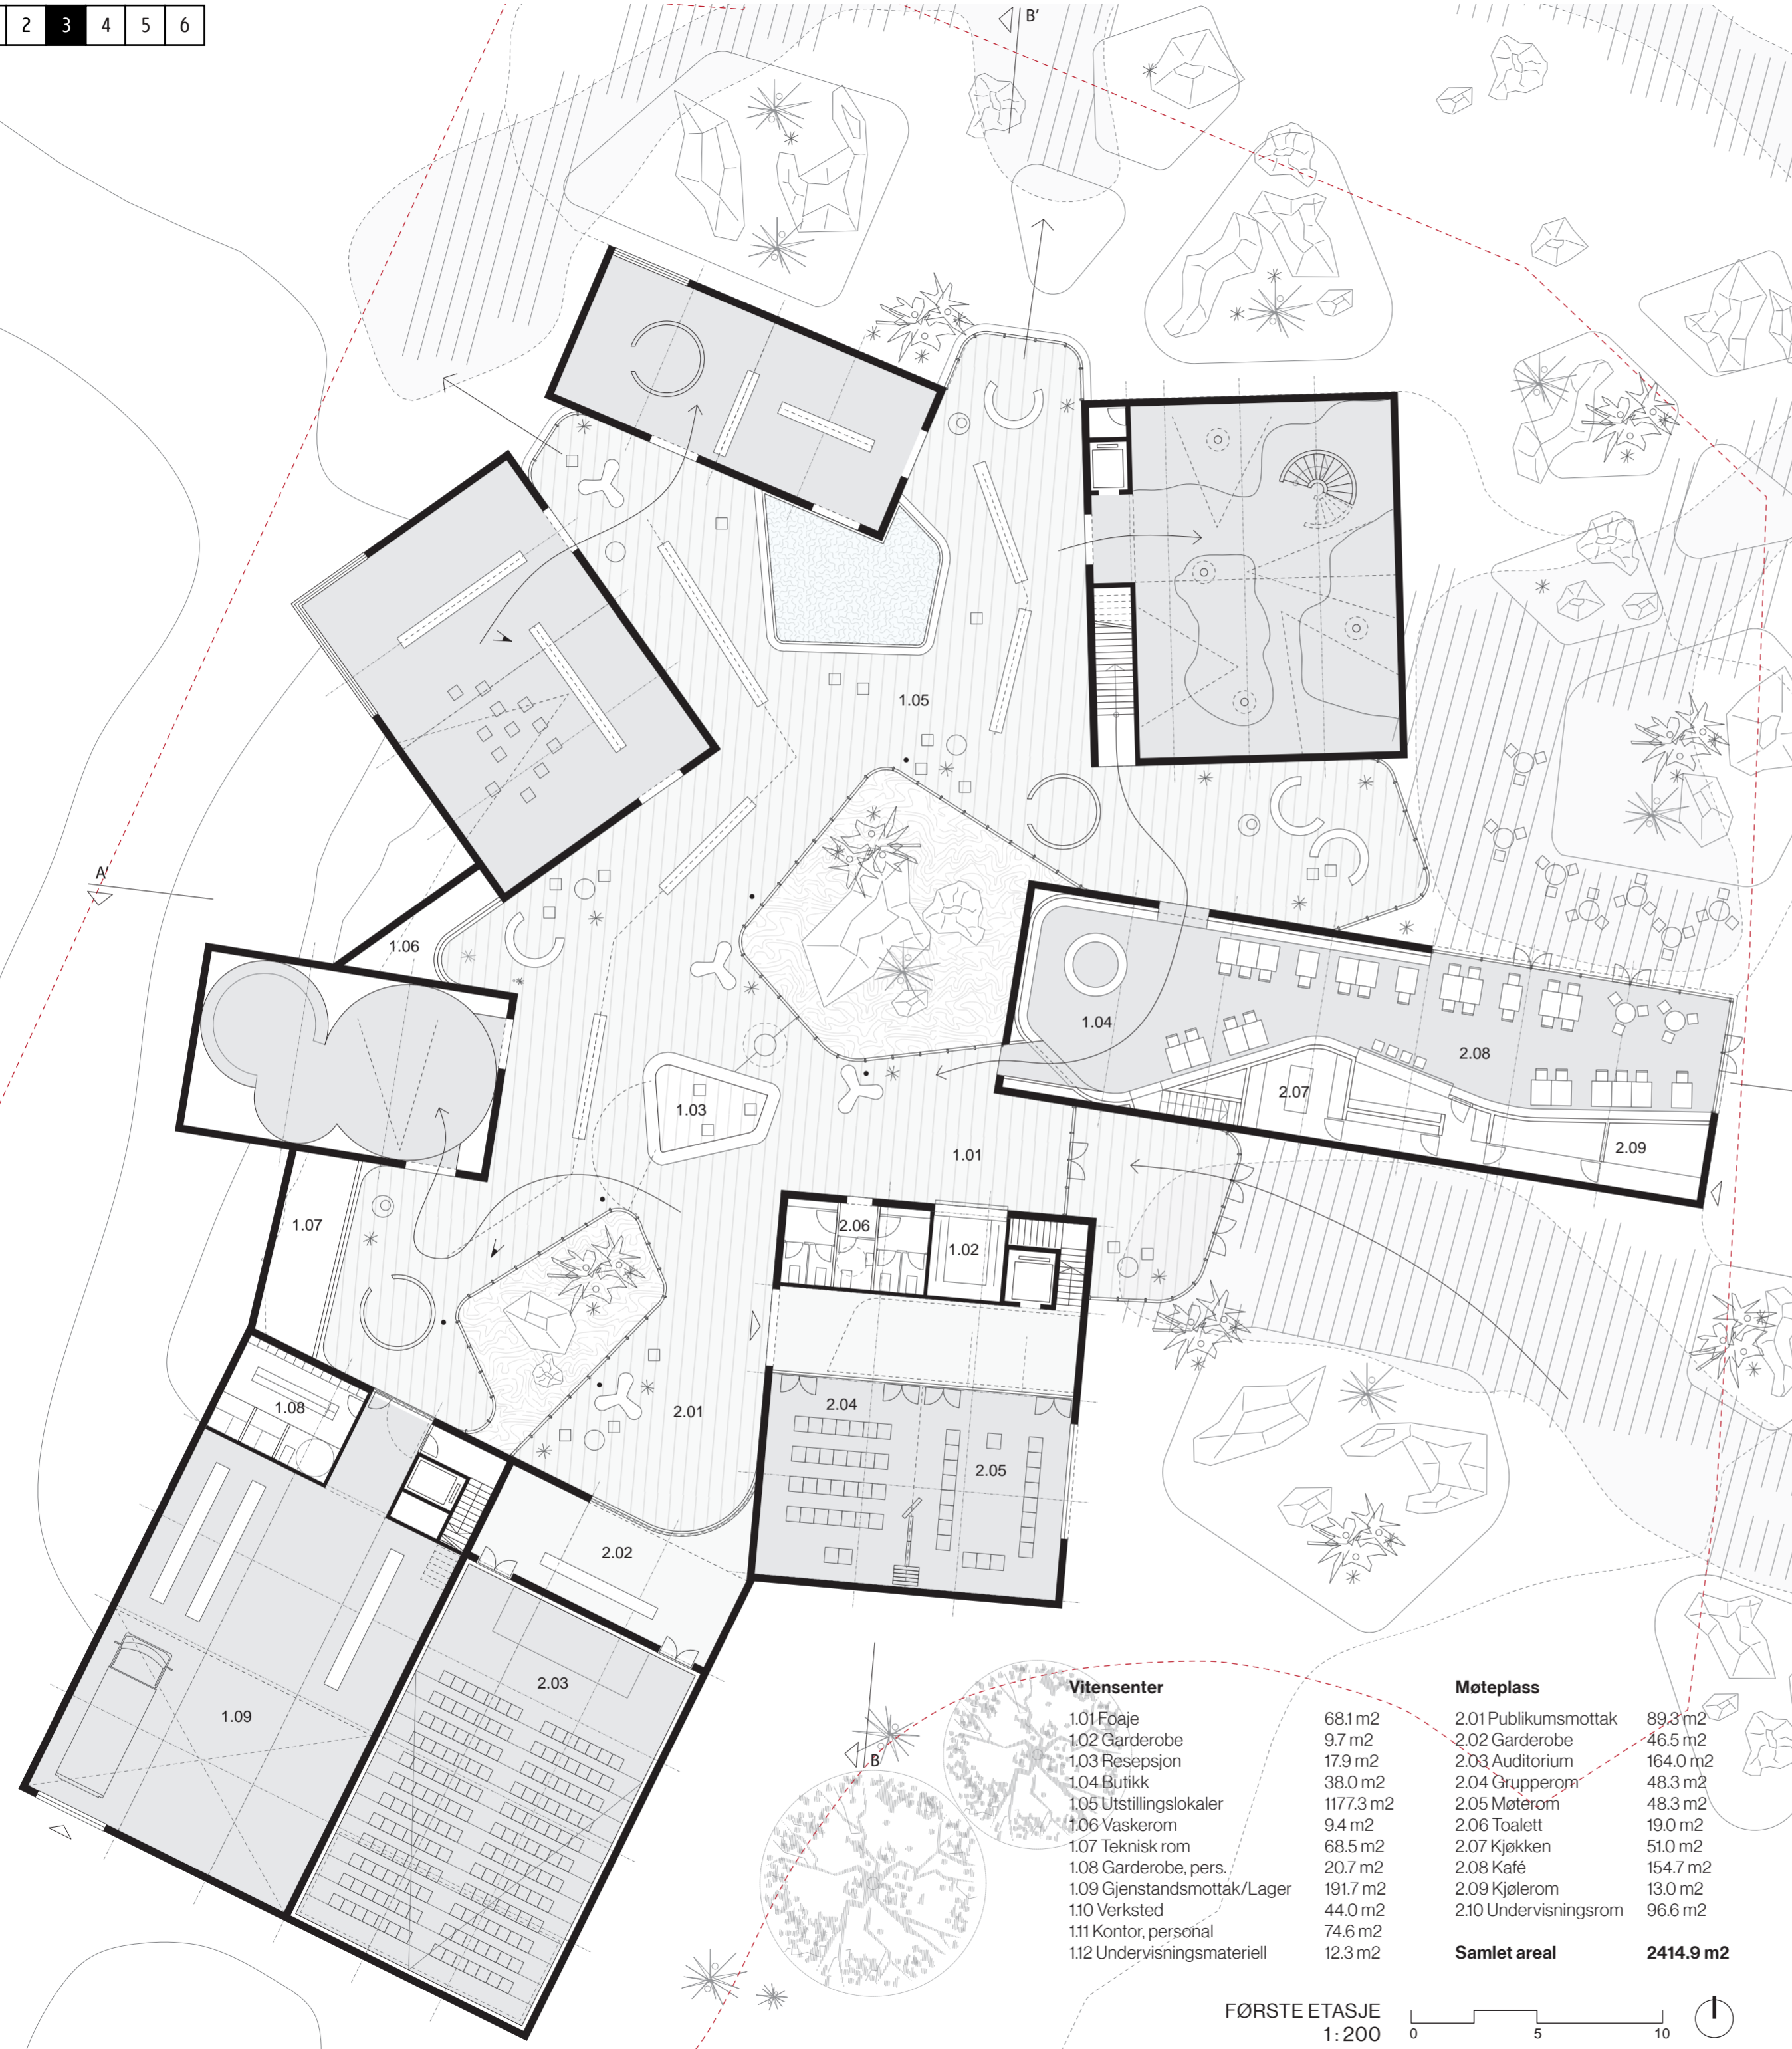 2 3 4 5 6
B'
1.05
A'
1.06
1.04
2.08
2.07
1.03
2.09
1.01
1.07
2.06
1.02
1.08
2.01
2.04
2.05
2.02
2.03
1.09
B
Vitensenter
1.01 Foaje 68.1 m2
1.02 Garderobe 9.7 m2
1.03 Resepsjon 17.9 m2
1.04 Butikk 38.0 m2
1.05 Utstillingslokaler 1177.3 m2
1.06 Vaskerom 9.4 m2
1.07 Teknisk rom 68.5 m2
1.08 Garderobe, pers. 20.7 m2
1.09 Gjenstandsmottak/Lager 191.7 m2
1.10 Verksted 44.0 m2
1.11 Kontor, personal 74.6 m2
1.12 Undervisningsmateriell 12.3 m2
Møteplass
2.01 Publikumsmottak 89.3 m2
2.02 Garderobe 46.5 m2
2.03 Auditorium 164.0 m2
2.04 Grupperom 48.3 m2
2.05 Møterom 48.3 m2
2.06 Toalett 19.0 m2
2.07 Kjøkken 51.0 m2
2.08 Kafé 154.7 m2
2.09 Kjølerom 13.0 m2
2.10 Undervisningsrom 96.6 m2
Samlet areal 2414.9 m2
FØRSTE ETASJE
1:200
0 5 10